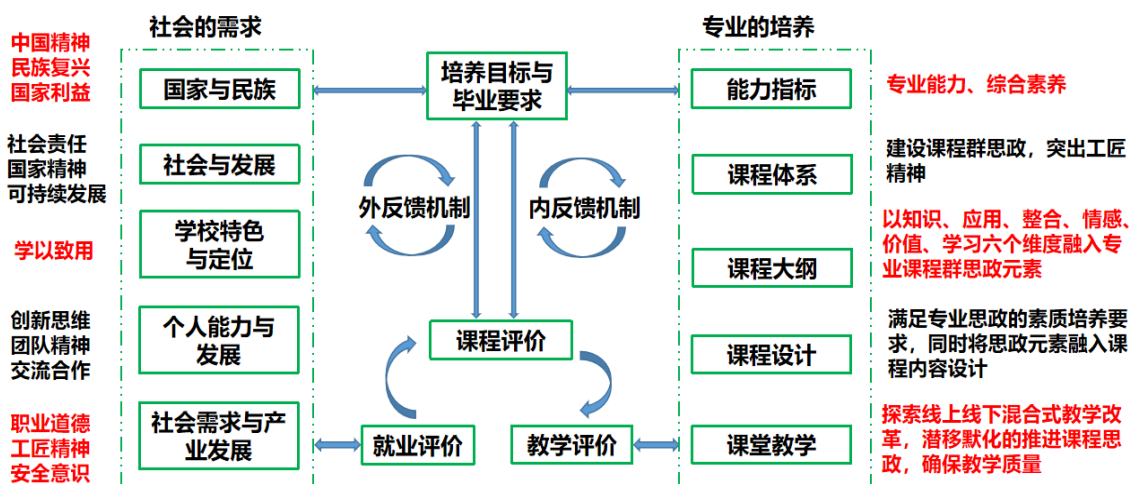 社会的需求
专业的培养
中国精神
民族复兴
国家利益
国家与民族
培养目标与
毕业要求
能力指标
专业能力、综合素养
社会责任
国家精神
可持续发展
社会与发展
外反馈机制
内反馈机制
课程体系
建设课程群思政，突出工匠
精神
学以致用
学校特色
与定位
课程大纲
以知识、应用、整合、情感、
价值、学习六个维度融入专
业课程群思政元素
创新思维
团队精神
交流合作
个人能力与
发展
课程评价
课程设计
满足专业思政的素质培养要
求，同时将思政元素融入课
程内容设计
职业道德
工匠精神
安全意识
社会需求与产
业发展
就业评价
教学评价
课堂教学
探索线上线下混合式教学改
革，潜移默化的推进课程思
政，确保教学质量